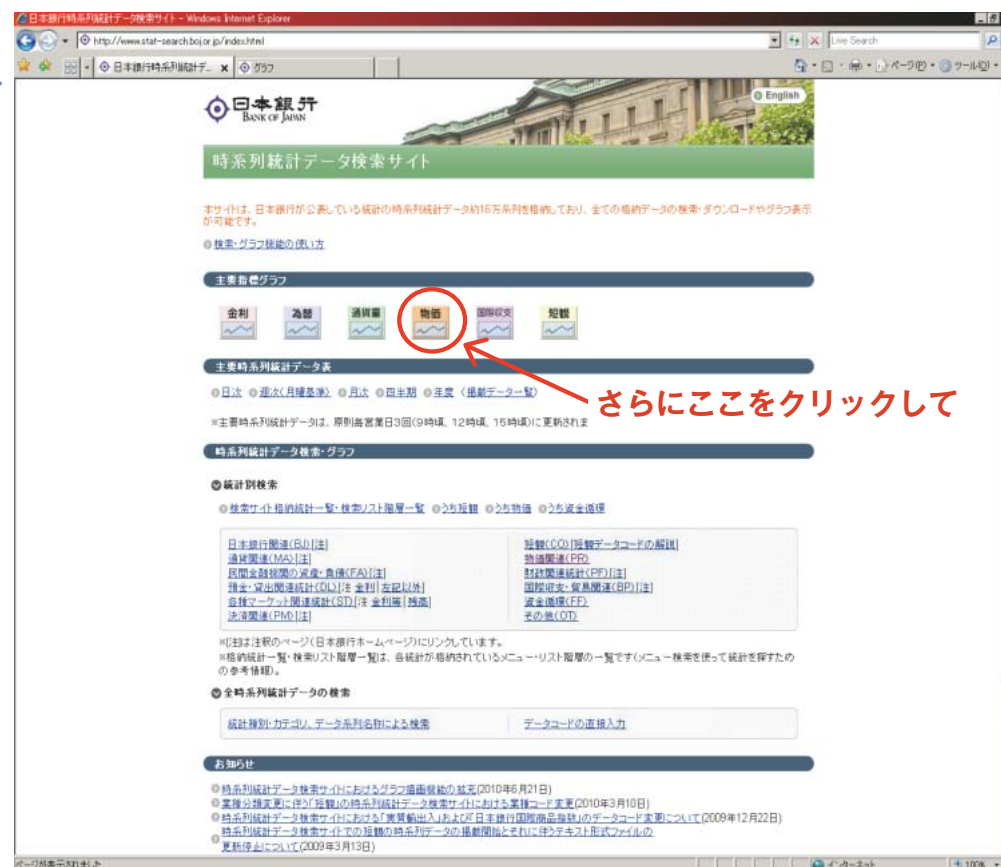 日本銀行時系列統計データ検索サイト - Windows Internet Explorer
http://www.stat-search.boj.or.jp/index.html
Live Search
日本銀行時系列統計デ...
グラフ
ページ(P)
ツール(O)
日本銀行
BANK OF JAPAN
English
時系列統計データ検索サイト
本サイトは、日本銀行が公表している統計の時系列統計データ約16万系列を格納しており、全ての格納データの検索・ダウンロードやグラフ表示
が可能です。
検索・グラフ機能の使い方
主要指標グラフ
金利 為替 通貨量 物価 国際収支 短観
主要時系列統計データ表
日次 週次(月曜基準) 月次 四半期 年度 (掲載データ一覧)
さらにここをクリックして
※主要時系列統計データは、原則毎営業日3回(9時頃、12時頃、15時頃)に更新されま
時系列統計データ検索・グラフ
統計別検索
検索サイト格納統計一覧・検索リスト階層一覧 うち短観 うち物価 うち資金循環
日本銀行関連(BJ)[注] 短観(CO)[短観データコードの解説]
通貨関連(MA)[注] 物価関連(PR)
民間金融機関の資産・負債(FA)[注] 財政関連統計(PF)[注]
預金・貸出関連統計(DL)[注 金利|左記以外] 国際収支・貿易関連(BP)[注]
各種マーケット関連統計(ST)[注 金利等|残高] 資金循環(FF)
決済関連(PM)[注] その他(OT)
※[注]は注釈のページ(日本銀行ホームページ)にリンクしています。
※格納統計一覧・検索リスト階層一覧は、各統計が格納されているメニュー・リスト階層の一覧です(メニュー検索を使って統計を探すため
の参考情報)。
全時系列統計データの検索
統計種別・カテゴリ、データ系列名称による検索 データコードの直接入力
お知らせ
時系列統計データ検索サイトにおけるグラフ描画機能の拡充(2010年6月21日)
業種分類変更に伴う「短観」の時系列統計データ検索サイトにおける業種コード変更(2010年3月10日)
時系列統計データ検索サイトにおける「実質輸出入」および「日本銀行国際商品指数」のデータコード変更について(2009年12月22日)
時系列統計データ検索サイトでの短観の時系列データの掲載開始とそれに伴うテキスト形式ファイルの
更新停止について(2009年3月13日)
ページが表示されました
インターネット
100%